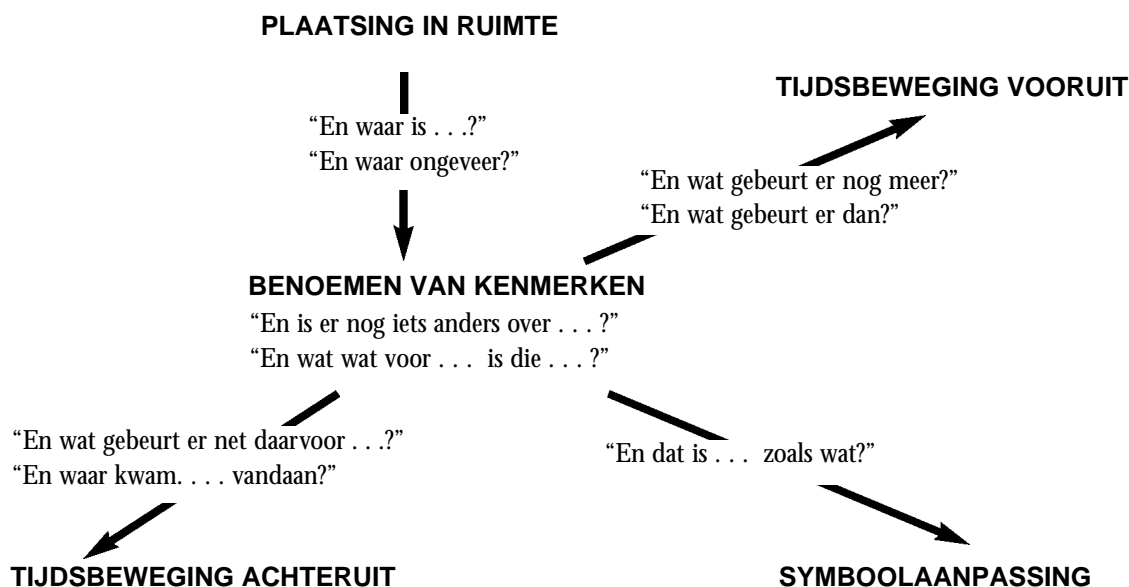 PLAATSING IN RUIMTE
TIJDSBEWEGING VOORUIT
“En waar is . . .?”
“En waar ongeveer?”
“En wat gebeurt er nog meer?”
“En wat gebeurt er dan?”
BENOEMEN VAN KENMERKEN
“En is er nog iets anders over . . . ?”
“En wat wat voor . . .  is die . . . ?”
“En wat gebeurt er net daarvoor . . .?”
“En waar kwam. . . . vandaan?”
“En dat is . . .  zoals wat?”
TIJDSBEWEGING ACHTERUIT
SYMBOOLAANPASSING